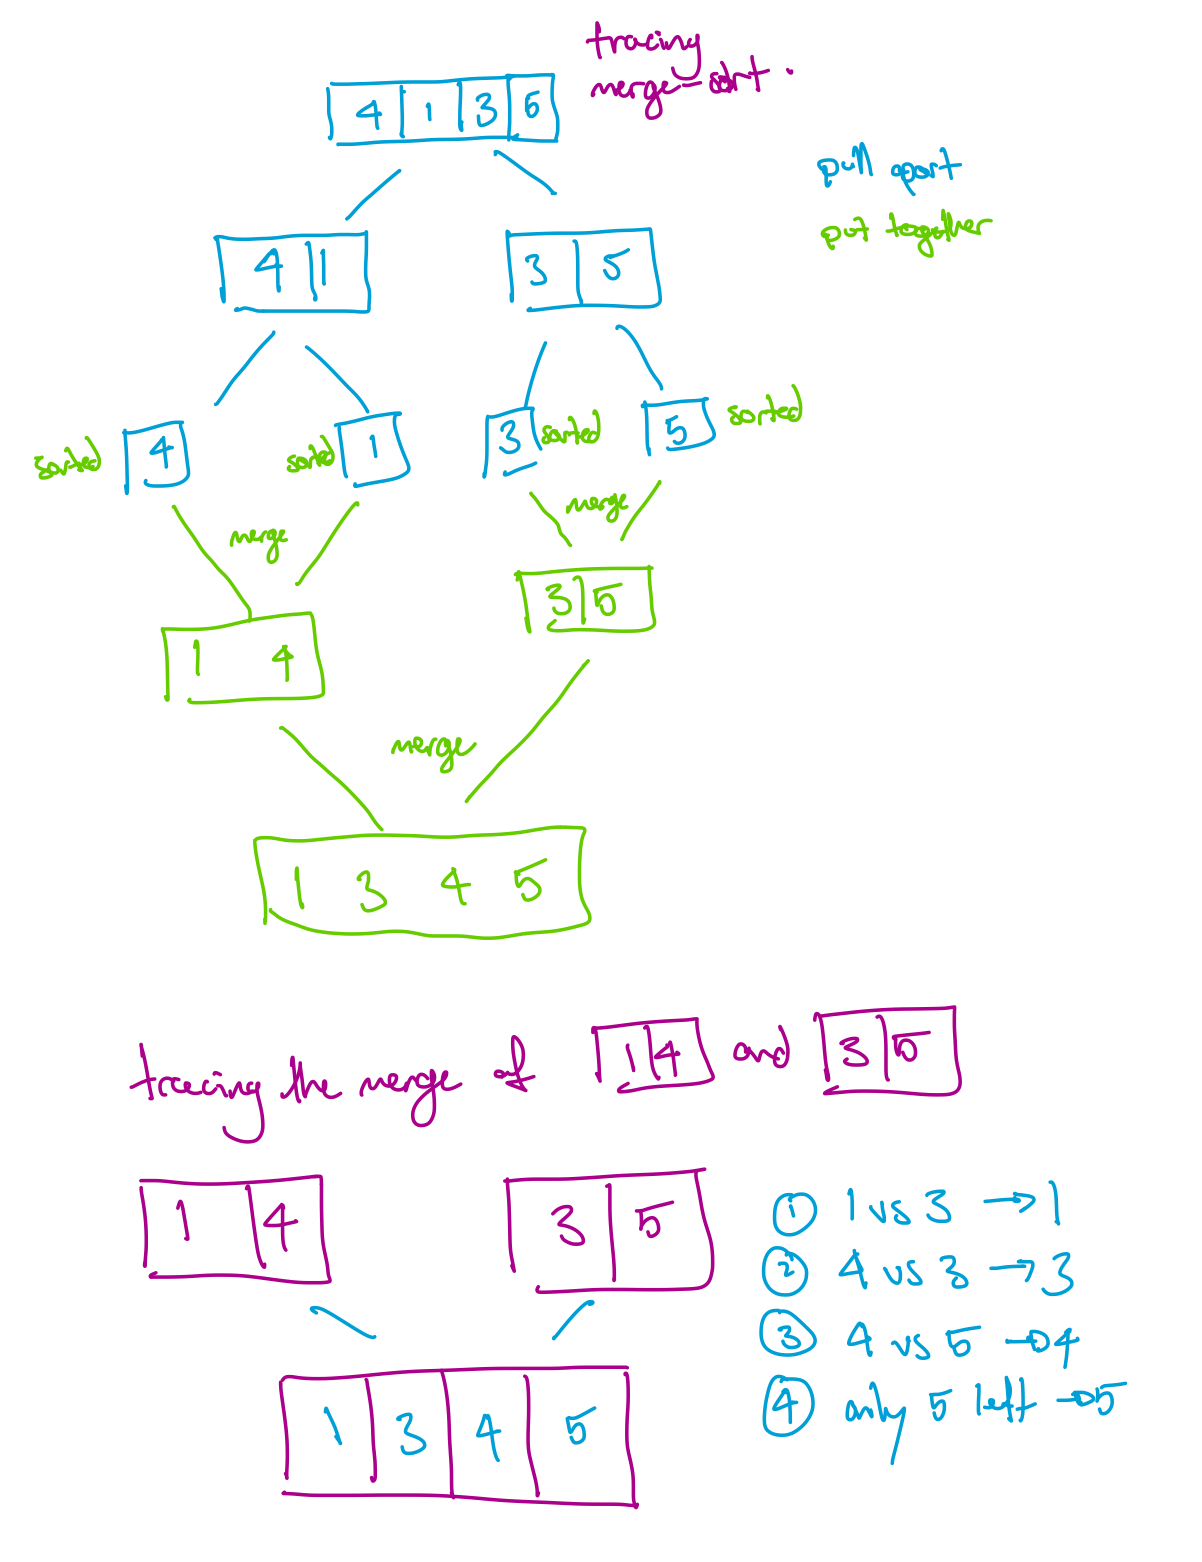 tracing
merge-sort.
4 1 3 5
pull apart
put together
4 1
3 5
sorted 4 sorted 1 3 sorted 5 sorted
merge merge
3 5
1 4
merge
1 3 4 5
tracing the merge of 1 4 and 3 5
1 4 3 5
① 1 vs 3 → 1
② 4 vs 3 → 3
③ 4 vs 5 → 4
④ only 5 left → 5
1 3 4 5